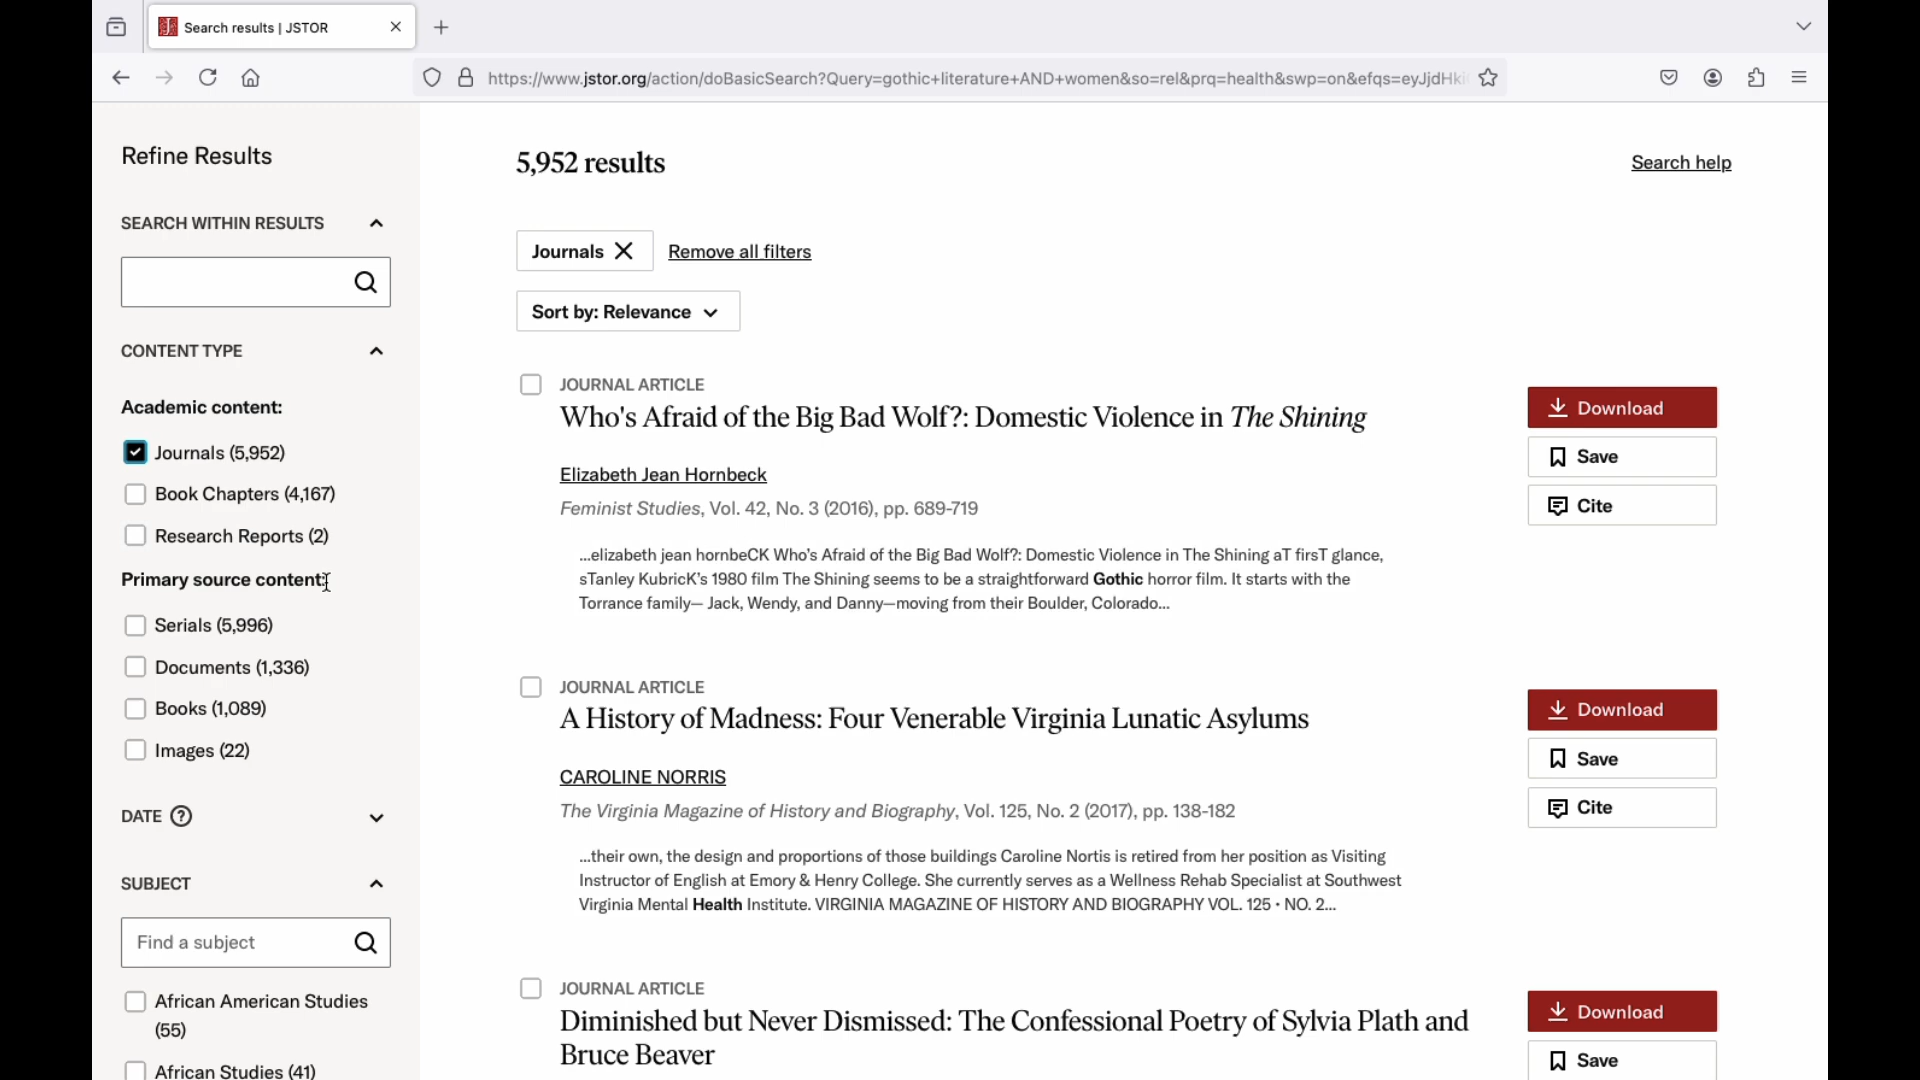 Search results | JSTOR
https://www.jstor.org/action/doBasicSearch?Query=gothic+literature+AND+women&so=rel&prq=health&swp=on&efqs=eyJjdHki
Refine Results
SEARCH WITHIN RESULTS
CONTENT TYPE
Academic content:
Journals (5,952)
Book Chapters (4,167)
Research Reports (2)
Primary source content:
Serials (5,996)
Documents (1,336)
Books (1,089)
Images (22)
DATE ?
SUBJECT
Find a subject
African American Studies
(55)
African Studies (41)
5,952 results
Search help
Journals
Remove all filters
Sort by: Relevance
JOURNAL ARTICLE
Who's Afraid of the Big Bad Wolf?: Domestic Violence in The Shining
Elizabeth Jean Hornbeck
Feminist Studies, Vol. 42, No. 3 (2016), pp. 689-719
...elizabeth jean hornbeCK Who's Afraid of the Big Bad Wolf?: Domestic Violence in The Shining aT firsT glance,
sTanley KubricK's 1980 film The Shining seems to be a straightforward Gothic horror film. It starts with the
Torrance family— Jack, Wendy, and Danny—moving from their Boulder, Colorado...
Download
Save
Cite
JOURNAL ARTICLE
A History of Madness: Four Venerable Virginia Lunatic Asylums
CAROLINE NORRIS
The Virginia Magazine of History and Biography, Vol. 125, No. 2 (2017), pp. 138-182
...their own, the design and proportions of those buildings Caroline Nortis is retired from her position as Visiting
Instructor of English at Emory & Henry College. She currently serves as a Wellness Rehab Specialist at Southwest
Virginia Mental Health Institute. VIRGINIA MAGAZINE OF HISTORY AND BIOGRAPHY VOL. 125 • NO. 2...
Download
Save
Cite
JOURNAL ARTICLE
Diminished but Never Dismissed: The Confessional Poetry of Sylvia Plath and
Bruce Beaver
Download
Save